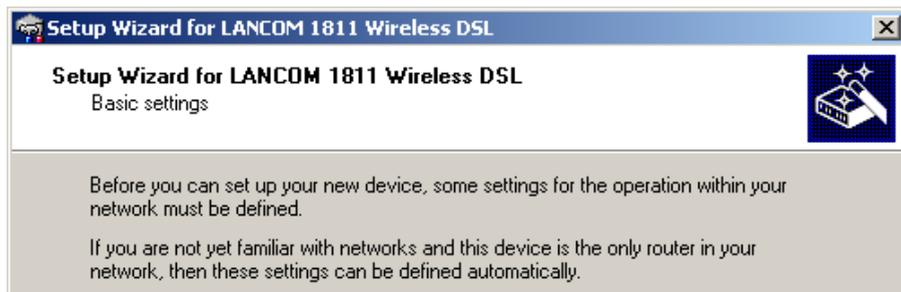 Setup Wizard for LANCOM 1811 Wireless DSL
Setup Wizard for LANCOM 1811 Wireless DSL
Basic settings
Before you can set up your new device, some settings for the operation within your
network must be defined.
If you are not yet familiar with networks and this device is the only router in your
network, then these settings can be defined automatically.